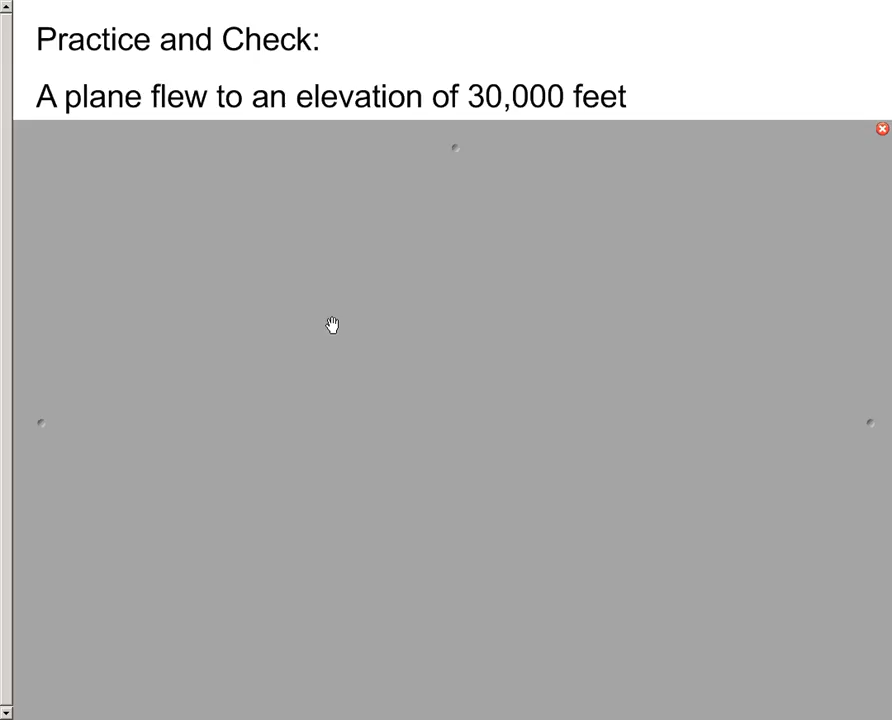 Practice and Check:
A plane flew to an elevation of 30,000 feet